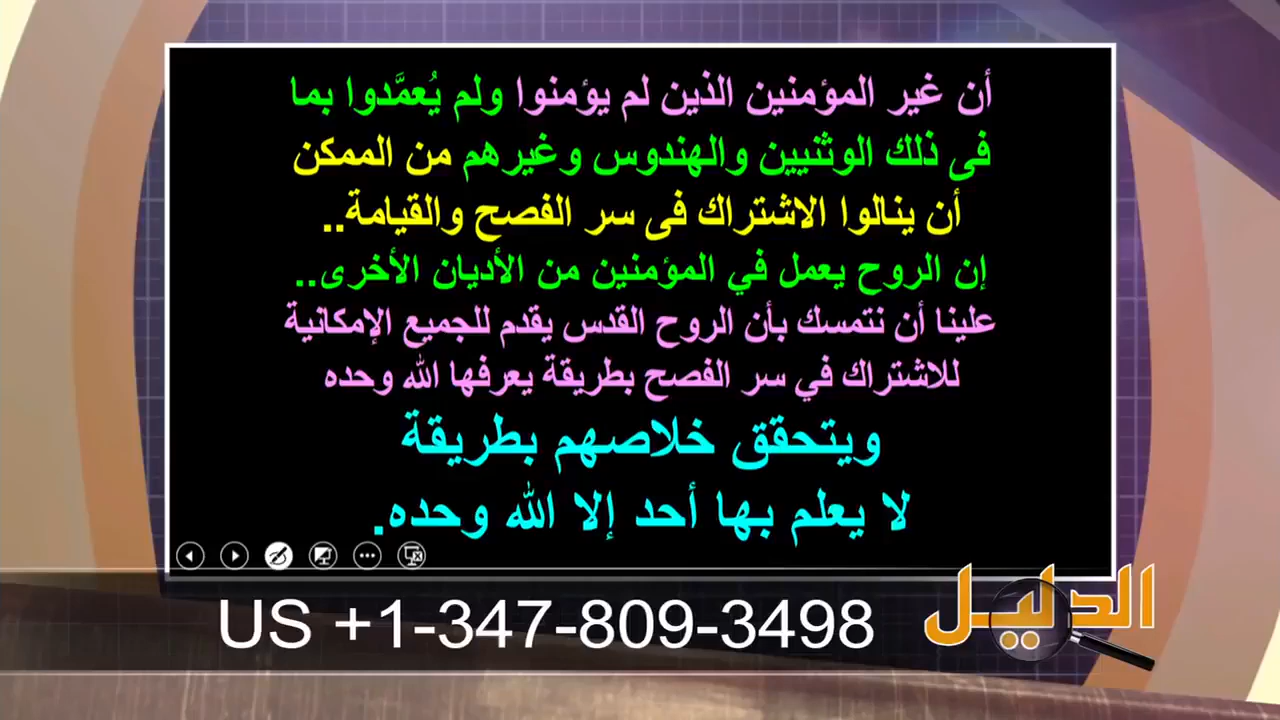 أن غير المؤمنين الذين لم يؤمنوا ولم يُعمَّدوا بما
فى ذلك الوثنيين والهندوس وغيرهم من الممكن
أن ينالوا الاشتراك فى سر الفصح والقيامة..
إن الروح يعمل في المؤمنين من الأديان الأخرى..
علينا أن نتمسك بأن الروح القدس يقدم للجميع الإمكانية
للاشتراك في سر الفصح بطريقة يعرفها الله وحده
ويتحقق خلاصهم بطريقة
لا يعلم بها أحد إلا الله وحده.
US +1-347-809-3498
الدليل